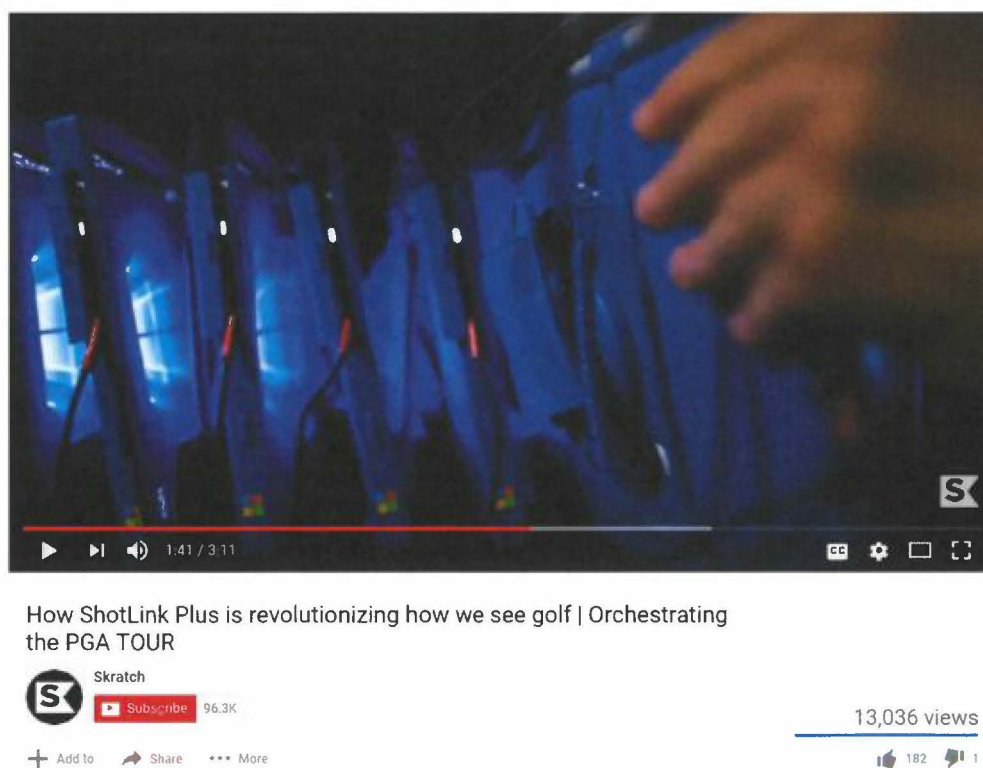 S
CC
1:41 / 3:11
How ShotLink Plus is revolutionizing how we see golf | Orchestrating
the PGA TOUR
S
Skratch
Subscribe 96.3K
13,036 views
Add to Share More
182 1